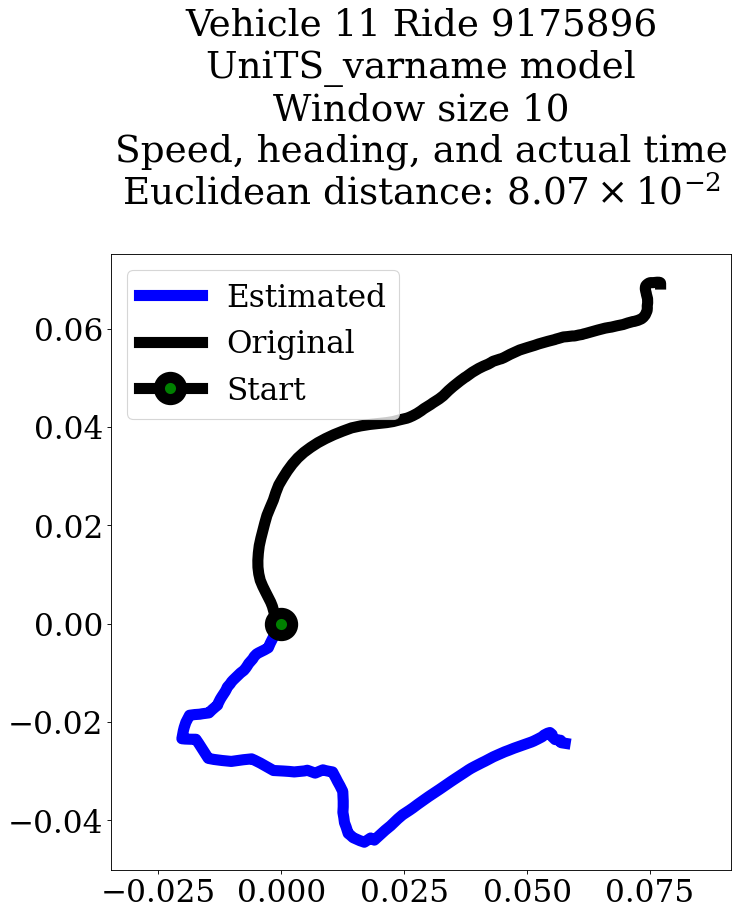 Vehicle 11 Ride 9175896
UniTS_varname model
Window size 10
Speed, heading, and actual time
Euclidean distance: 8.07 × 10⁻²
Estimated
Original
Start
0.06
0.04
0.02
0.00
−0.02
−0.04
−0.025 0.000 0.025 0.050 0.075